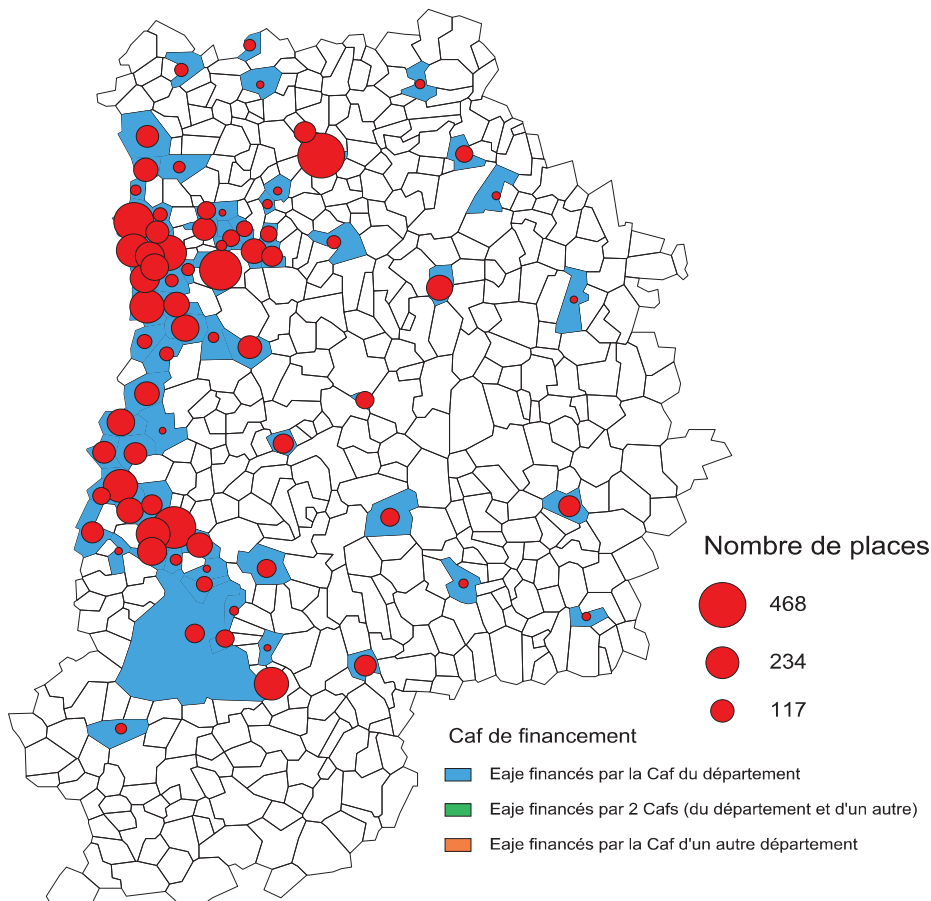 Nombre de places
468
234
117
Caf de financement
Eaje financés par la Caf du département
Eaje financés par 2 Cafs (du département et d'un autre)
Eaje financés par la Caf d'un autre département